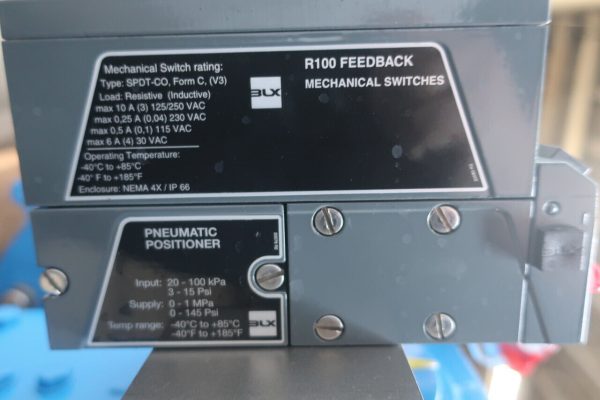 Mechanical Switch rating:
Type: SPDT-CO, Form C, (V3)
Load: Resistive (Inductive)
max 10 A (3) 125/250 VAC
max 0,25 A (0,04) 230 VAC
max 0,5 A (0,1) 115 VAC
max 6 A (4) 30 VAC
Operating Temperature:
-40°C to +85°C
-40° F to +185°F
Enclosure: NEMA 4X / IP 66
BLX
R100 FEEDBACK
MECHANICAL SWITCHES
PNEUMATIC
POSITIONER
Input: 20 - 100 kPa
3 - 15 Psi
Supply: 0 - 1 MPa
0 - 145 Psi
Temp range: -40°C to +85°C
-40°F to +185°F
BLX